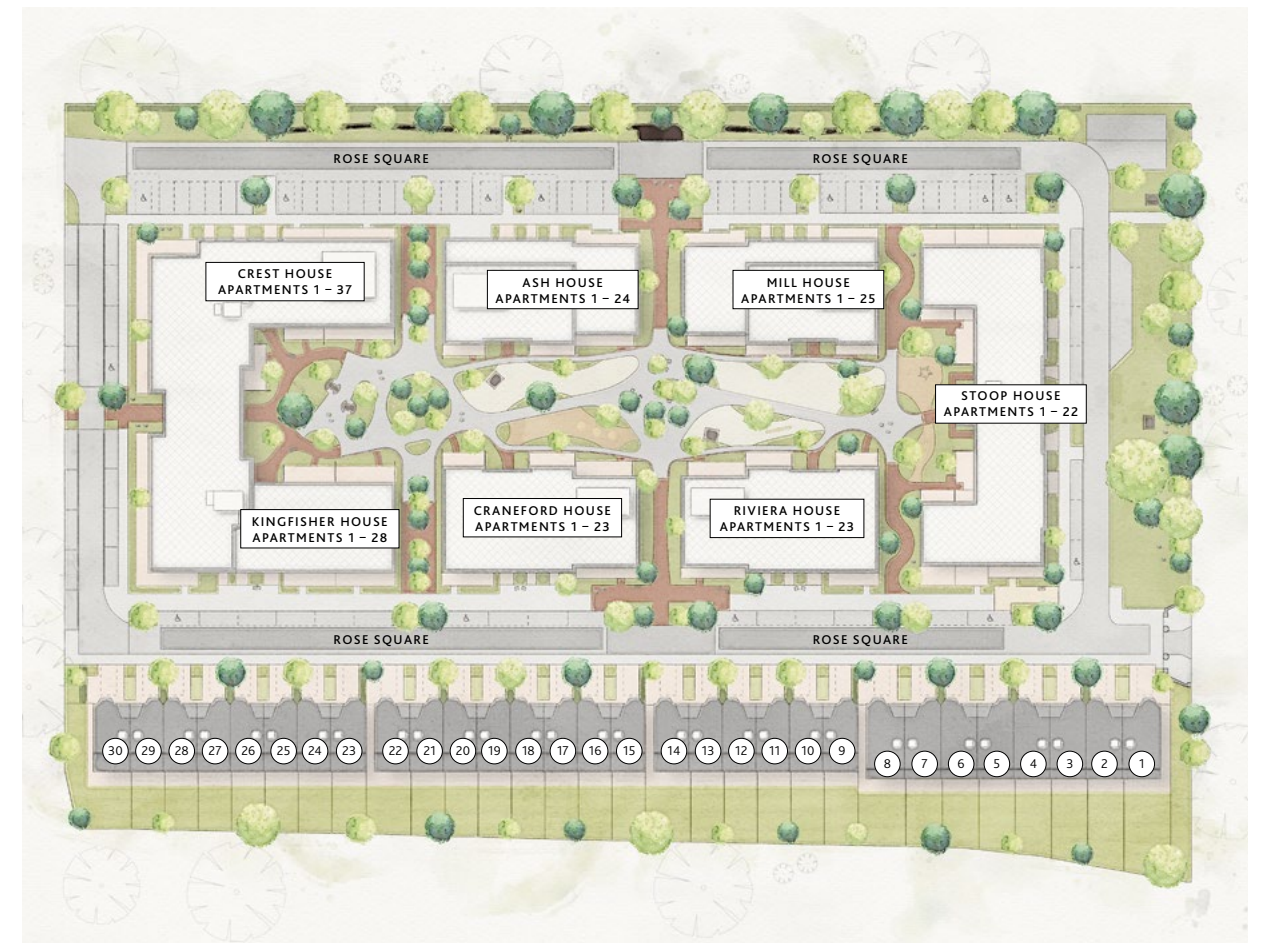 ROSE SQUARE
ROSE SQUARE
CREST HOUSE
APARTMENTS 1 – 37
ASH HOUSE
APARTMENTS 1 – 24
MILL HOUSE
APARTMENTS 1 – 25
STOOP HOUSE
APARTMENTS 1 – 22
KINGFISHER HOUSE
APARTMENTS 1 – 28
CRANEFORD HOUSE
APARTMENTS 1 – 23
RIVIERA HOUSE
APARTMENTS 1 – 23
ROSE SQUARE
ROSE SQUARE
30 29 28 27 26 25 24 23 22 21 20 19 18 17 16 15 14 13 12 11 10 9 8 7 6 5 4 3 2 1